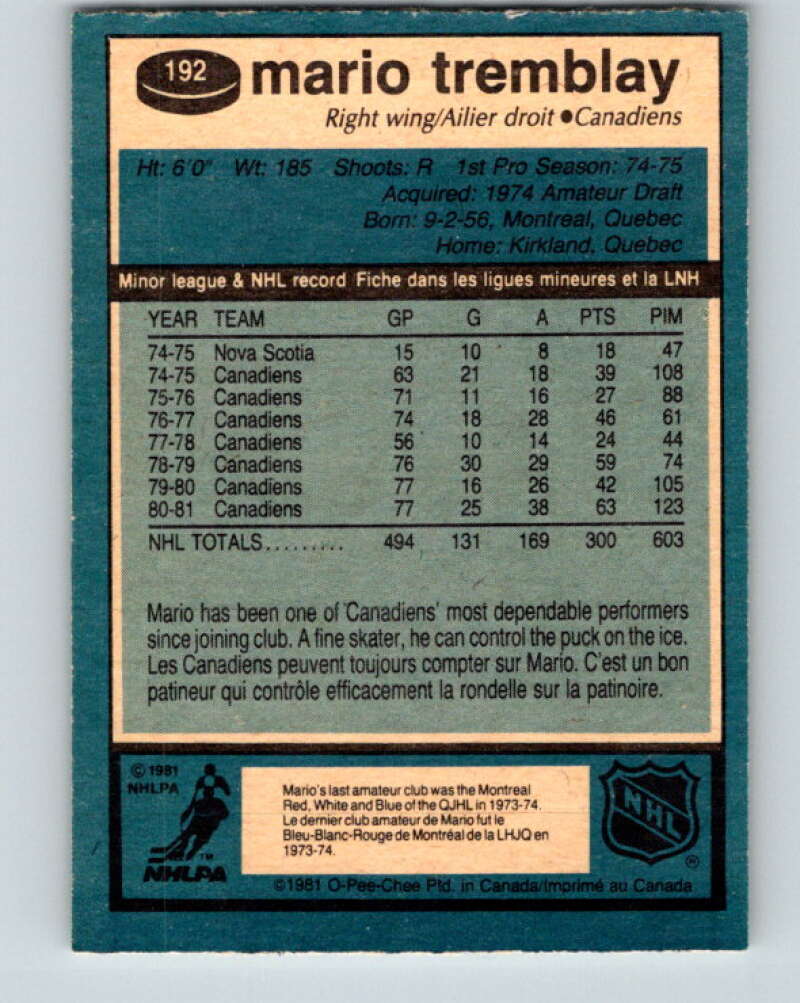 192 mario tremblay
Right wing/Ailier droit ●Canadiens
Ht: 6'0" Wt: 185 Shoots: R 1st Pro Season: 74-75
Acquired: 1974 Amateur Draft
Born: 9-2-56, Montreal, Quebec
Home: Kirkland, Quebec
Minor league & NHL record Fiche dans les ligues mineures et la LNH
YEAR TEAM GP G A PTS PIM
74-75 Nova Scotia 15 10 8 18 47
74-75 Canadiens 63 21 18 39 108
75-76 Canadiens 71 11 16 27 88
76-77 Canadiens 74 18 28 46 61
77-78 Canadiens 56 10 14 24 44
78-79 Canadiens 76 30 29 59 74
79-80 Canadiens 77 16 26 42 105
80-81 Canadiens 77 25 38 63 123
NHL TOTALS......... 494 131 169 300 603
Mario has been one of Canadiens' most dependable performers
since joining club. A fine skater, he can control the puck on the ice.
Les Canadiens peuvent toujours compter sur Mario. C'est un bon
patineur qui contrôle efficacement la rondelle sur la patinoire.
© 1981
NHLPA
Mario's last amateur club was the Montreal
Red, White and Blue of the QJHL in 1973-74.
Le dernier club amateur de Mario fut le
Bleu-Blanc-Rouge de Montréal de la LHJQ en
1973-74.
NHL
®
TM
NHLPA
©1981 O-Pee-Chee Ptd. in Canada/Imprimé au Canada